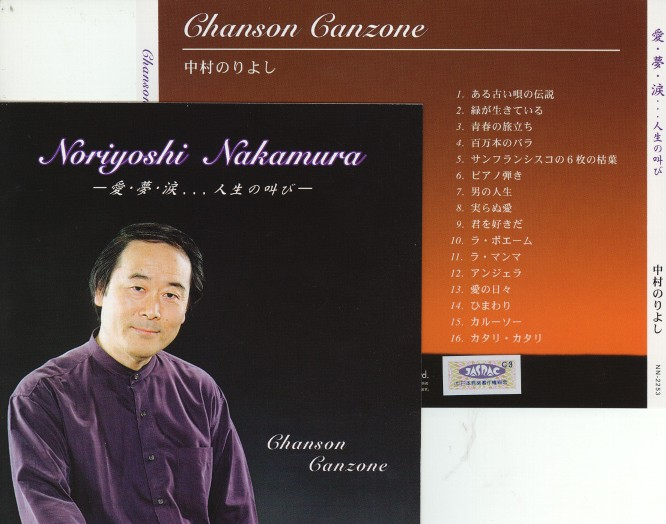 Chanson Canzone
中村のりよし
1. ある古い唄の伝説
2. 緑が生きている
3. 青春の旅立ち
4. 百万本のバラ
5. サンフランシスコの6枚の枯葉
6. ピアノ弾き
7. 男の人生
8. 実らぬ愛
9. 君を好きだ
10. ラ・ボエーム
11. ラ・マンマ
12. アンジェラ
13. 愛の日々
14. ひまわり
15. カルーソー
16. カタリ・カタリ
JASRAC
C3
愛・夢・涙...人生の叫び
中村のりよし
NN-2253
Chanson
Noriyoshi Nakamura
ー愛・夢・涙...人生の叫びー
Chanson
Canzone